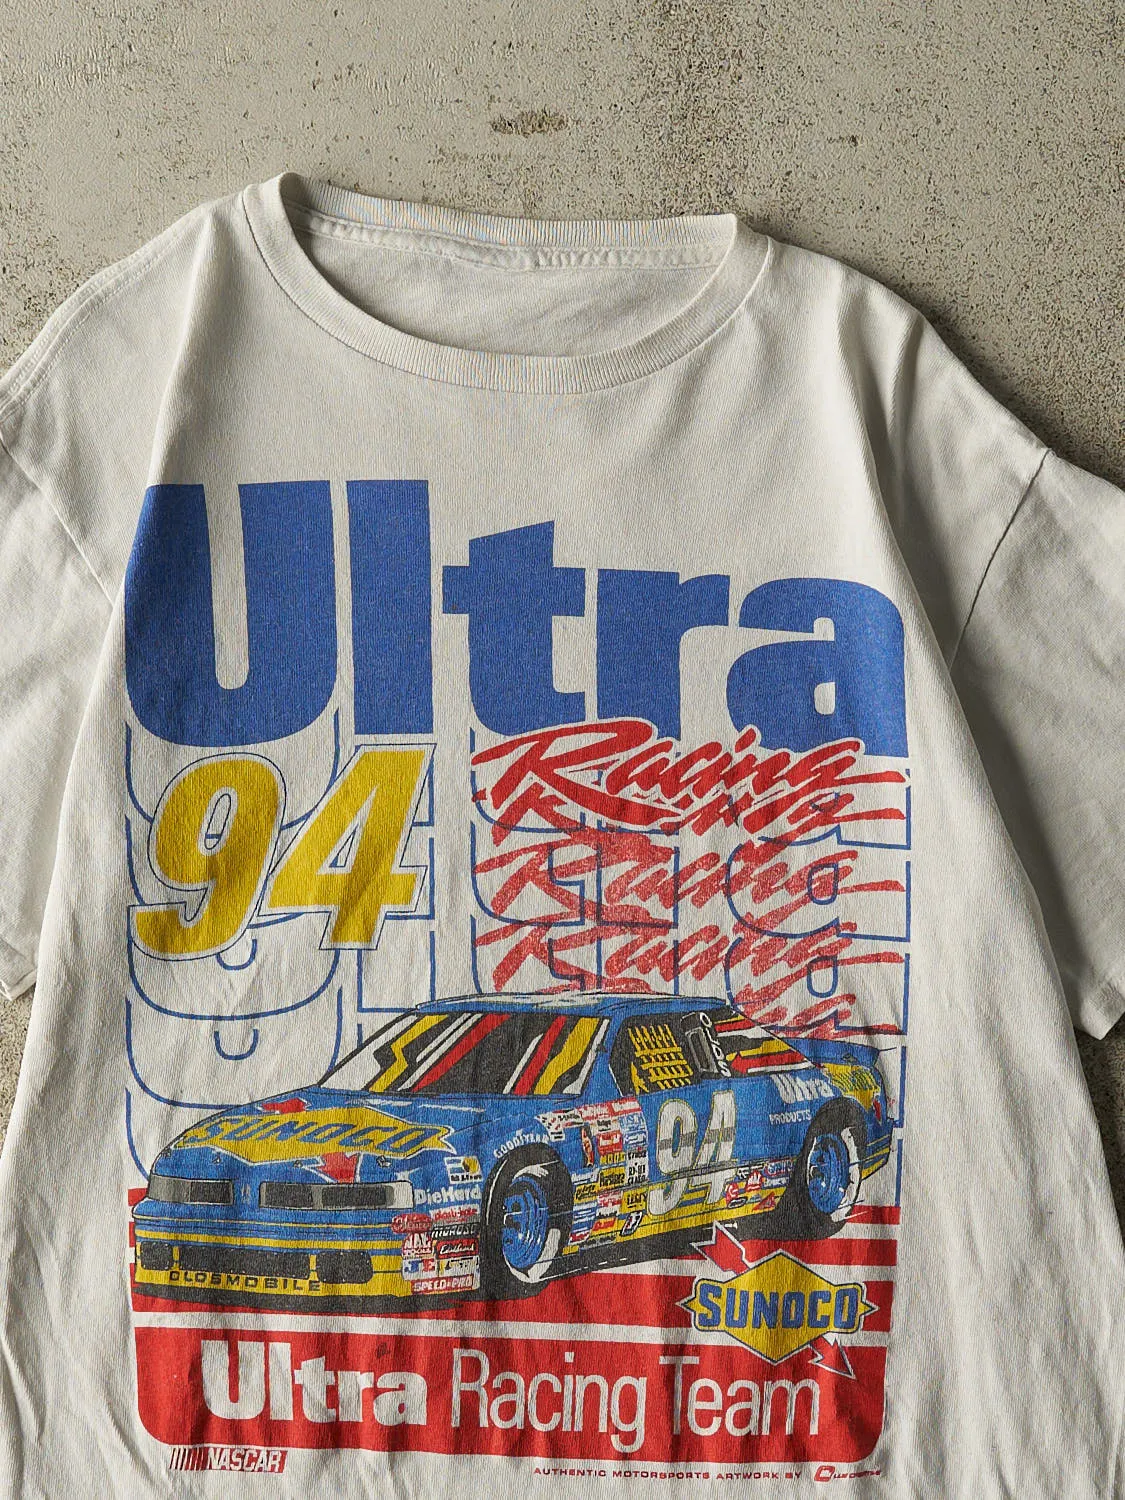 Ultra
94
Racing
Racing
Racing
Racing
SUNOCO
GOODYEAR
94
Ultra
PRODUCTS
DieHard
OLDSMOBILE
SPEED-PRO
SUNOCO
Ultra Racing Team
NASCAR
AUTHENTIC MOTORSPORTS ARTWORK BY